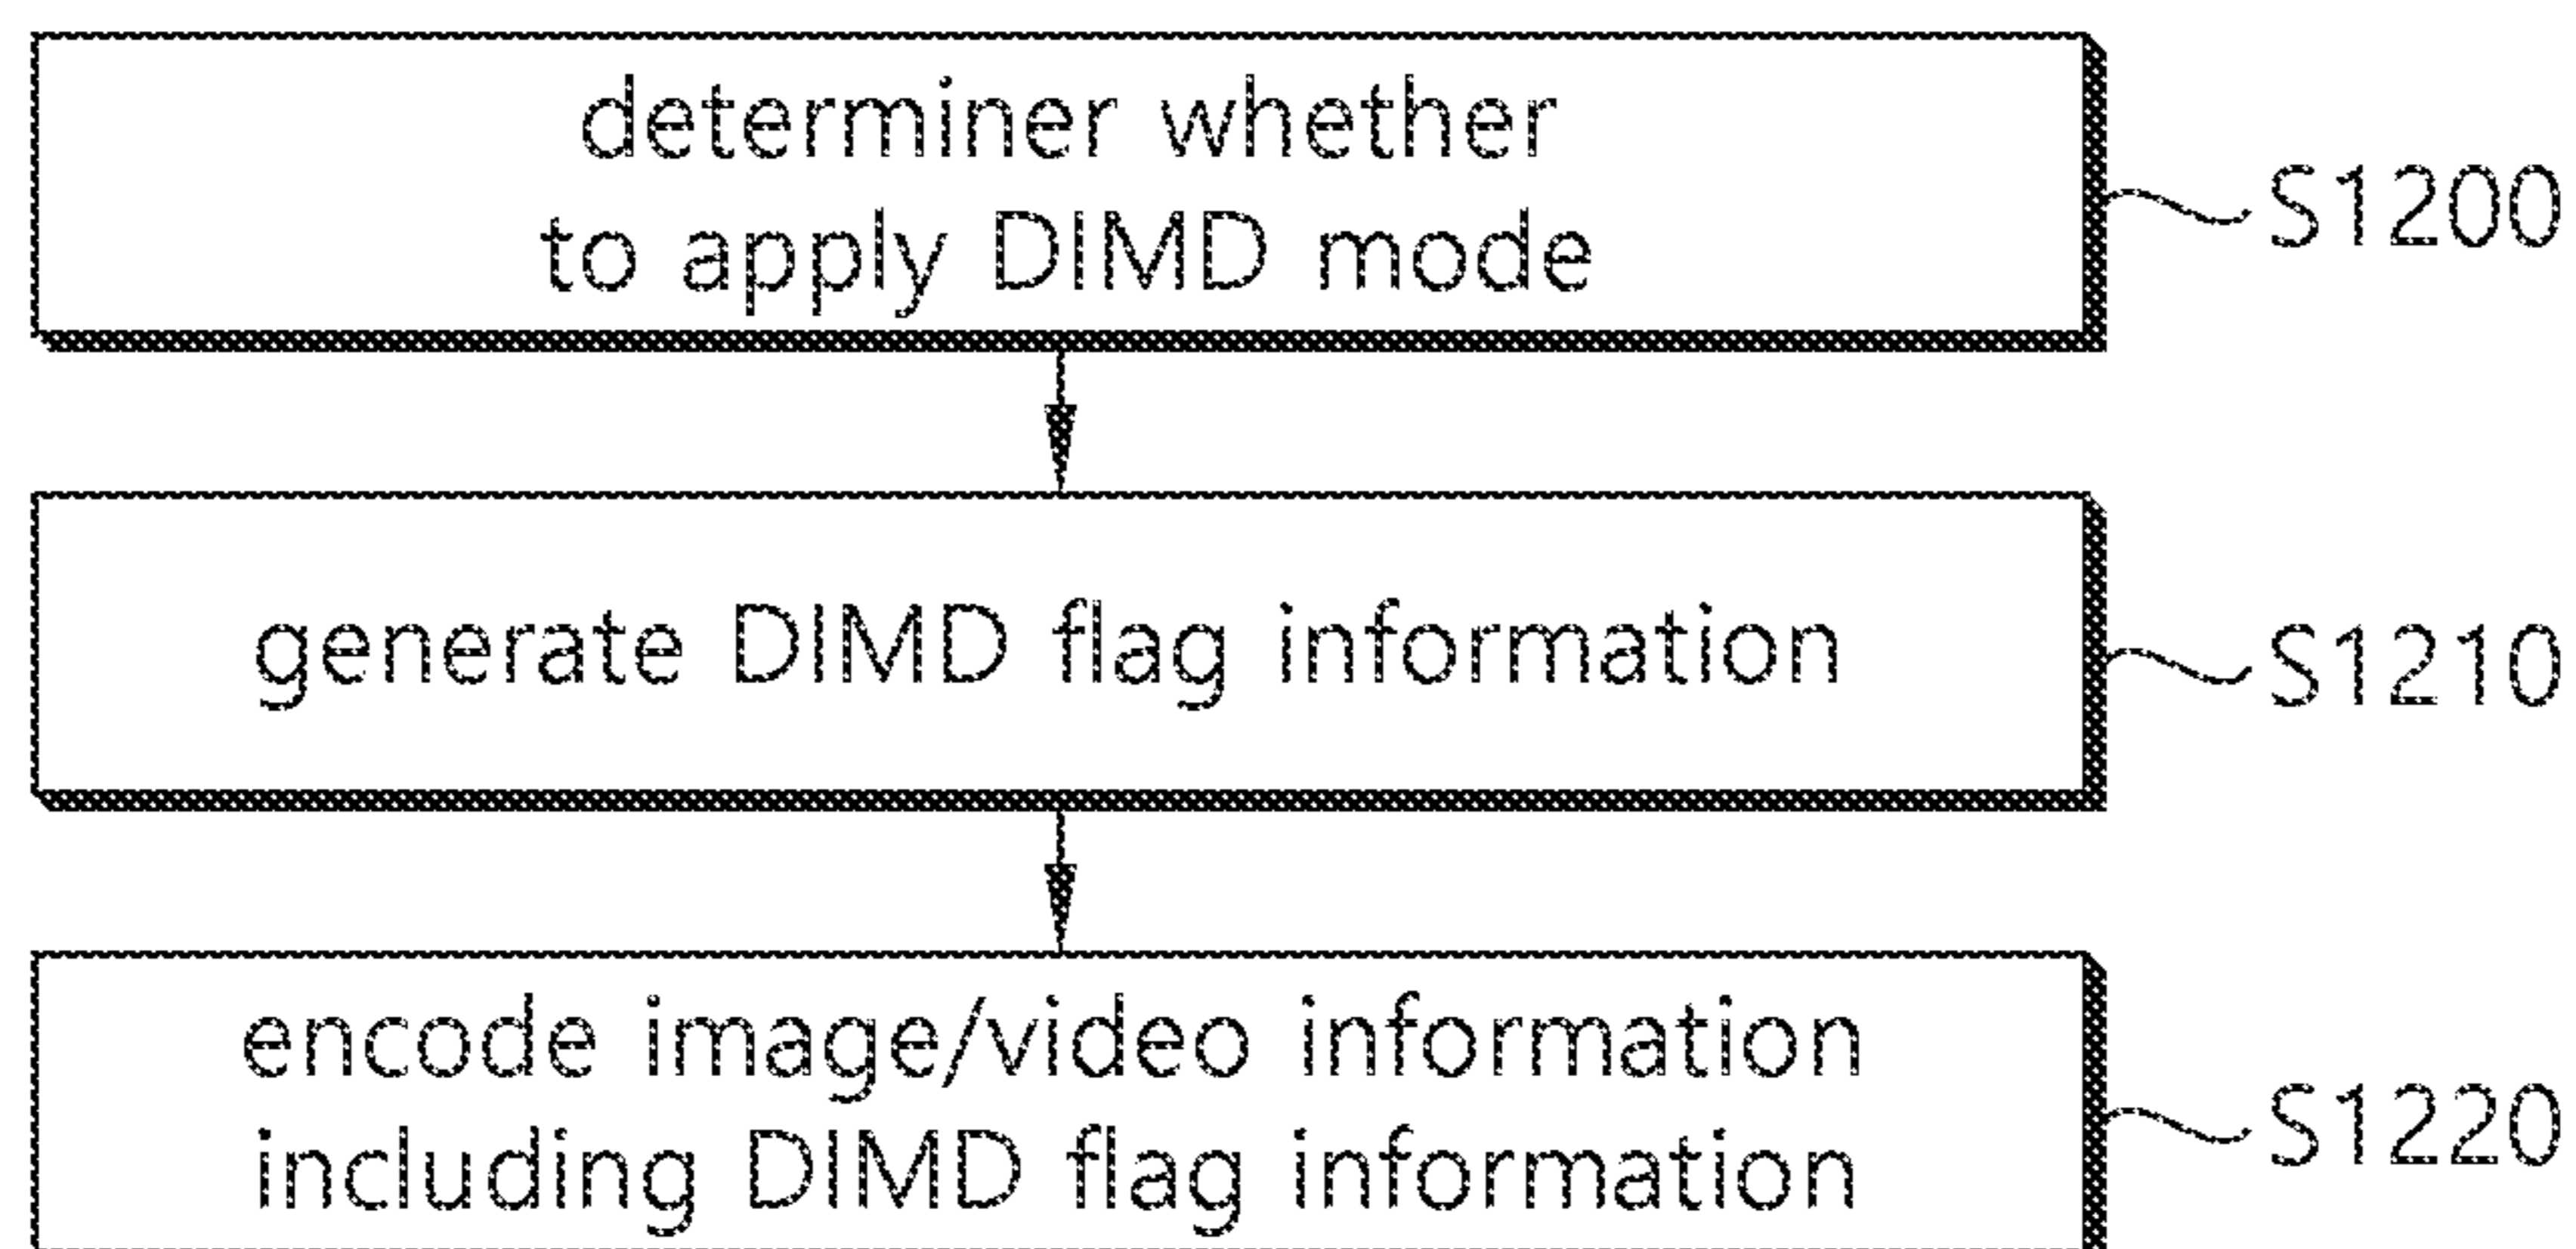 determiner whether
to apply DIMD mode
S1200
generate DIMD flag information
S1210
encode image/video information
including DIMD flag information
S1220